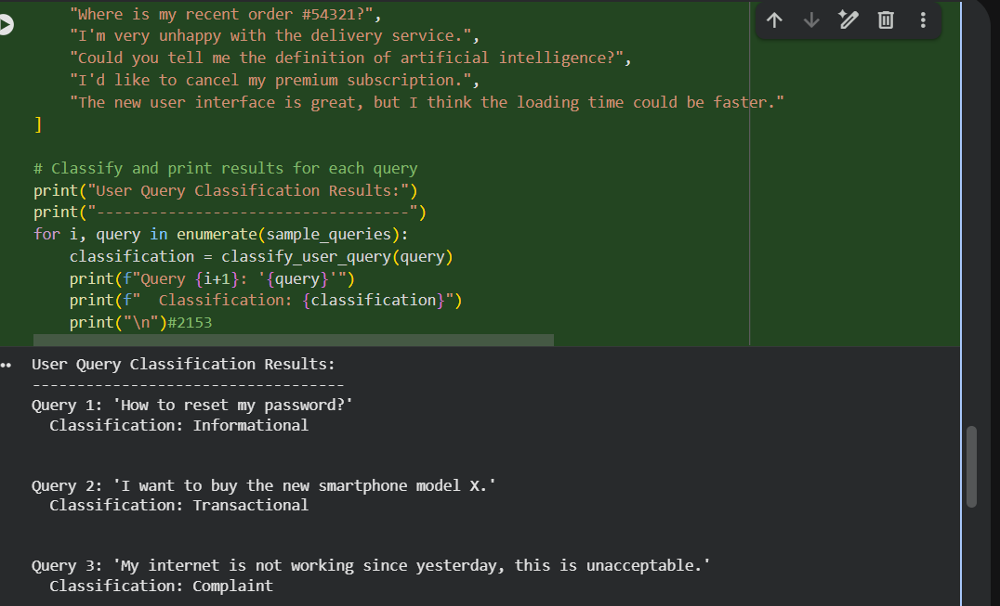 "Where is my recent order #54321?",
"I'm very unhappy with the delivery service.",
"Could you tell me the definition of artificial intelligence?",
"I'd like to cancel my premium subscription.",
"The new user interface is great, but I think the loading time could be faster."
]
# Classify and print results for each query
print("User Query Classification Results:")
print("-----------------------------------")
for i, query in enumerate(sample_queries):
    classification = classify_user_query(query)
    print(f"Query {i+1}: '{query}'")
    print(f"  Classification: {classification}")
    print("\n")#2153
User Query Classification Results:
-----------------------------------
Query 1: 'How to reset my password?'
  Classification: Informational
Query 2: 'I want to buy the new smartphone model X.'
  Classification: Transactional
Query 3: 'My internet is not working since yesterday, this is unacceptable.'
  Classification: Complaint